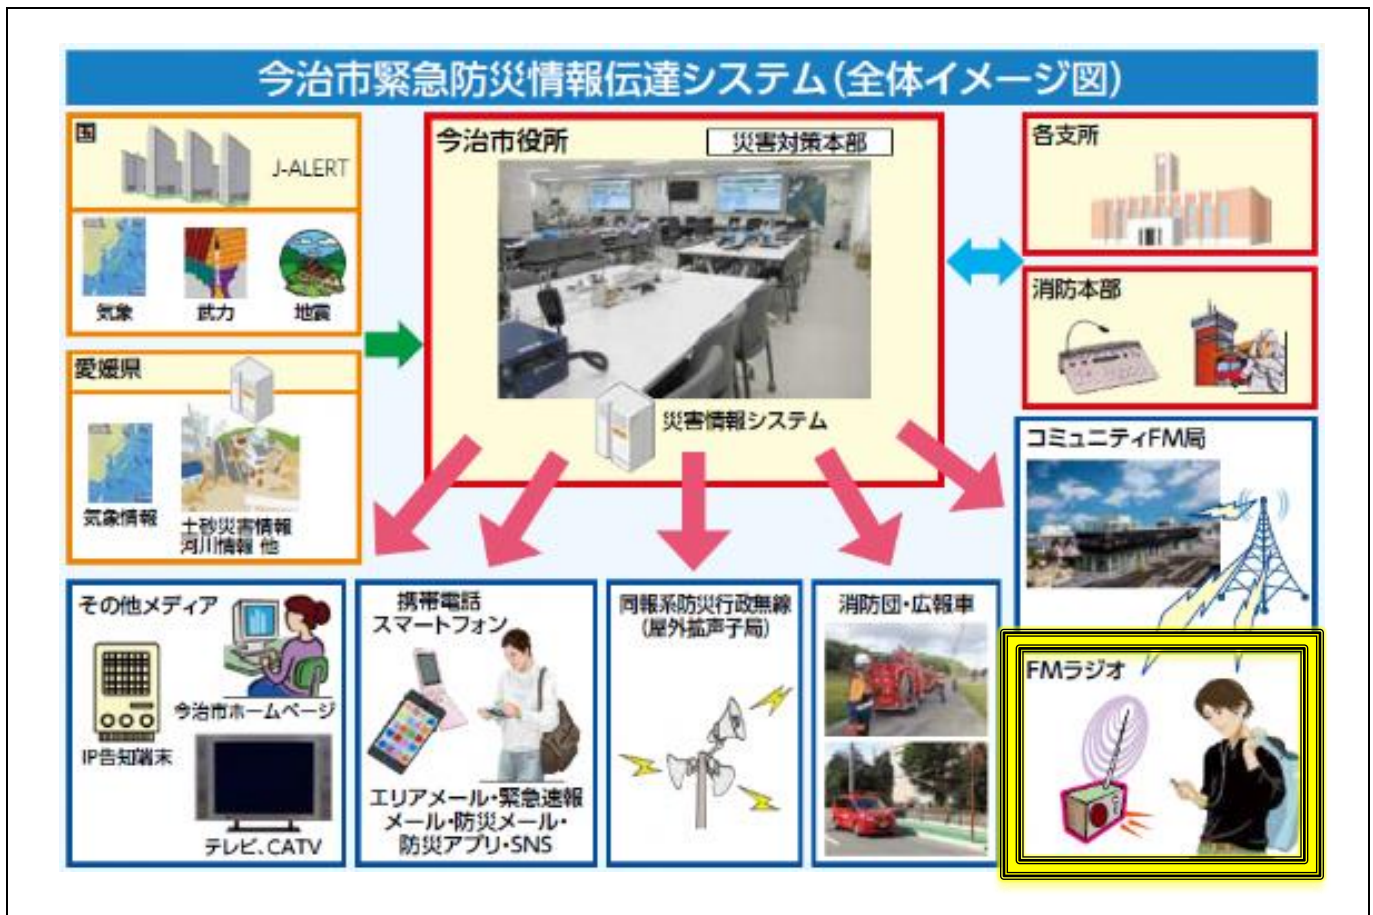 今治市緊急防災情報伝達システム(全体イメージ図)
国
J-ALERT
気象
武力
地震
愛媛県
気象情報
土砂災害情報
河川情報 他
今治市役所
災害対策本部
災害情報システム
各支所
消防本部
コミュニティFM局
FMラジオ
その他メディア
今治市ホームページ
IP告知端末
テレビ、CATV
携帯電話
スマートフォン
エリアメール・緊急速報
メール・防災メール・
防災アプリ・SNS
同報系防災行政無線
(屋外拡声子局)
消防団・広報車